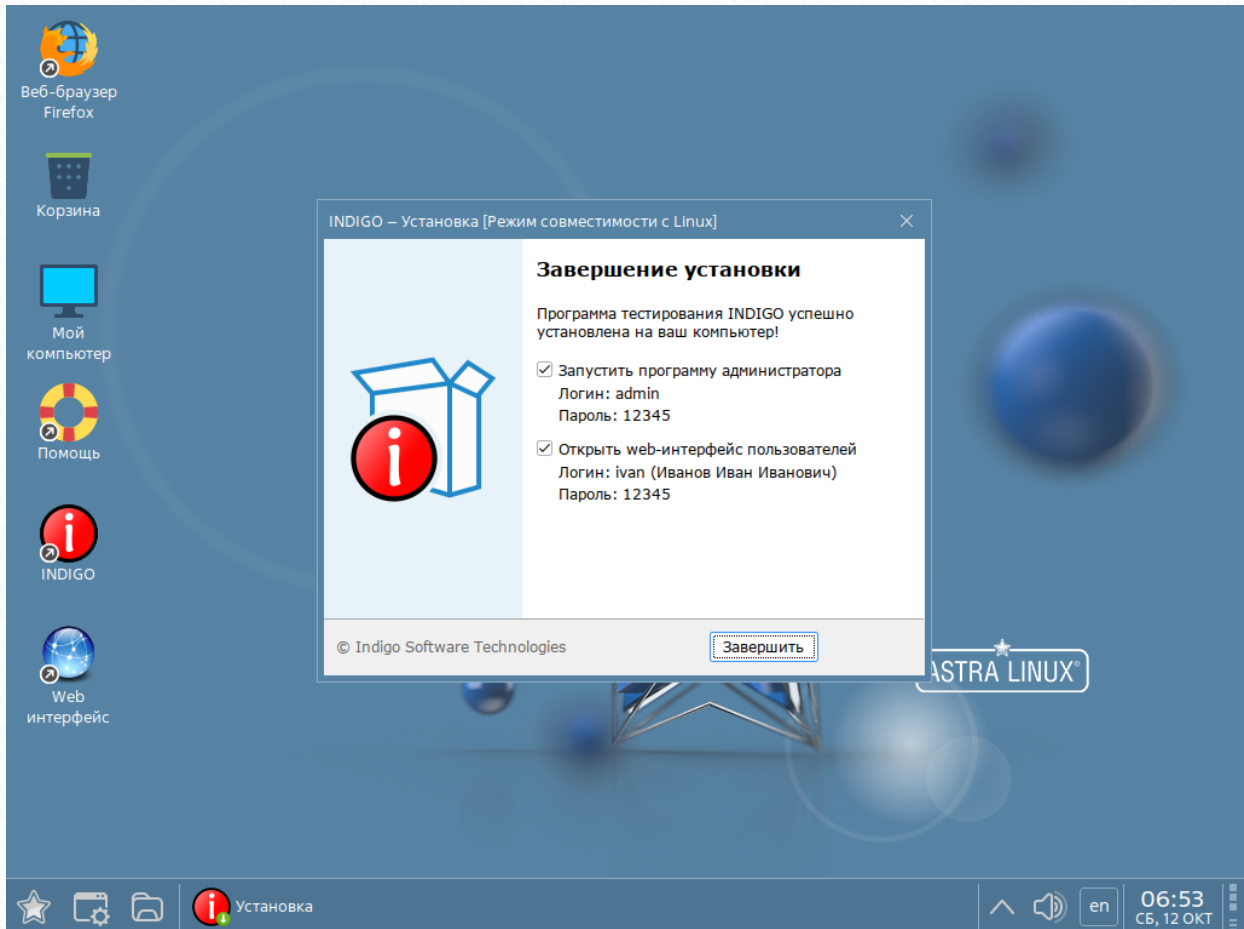 Веб-браузер
Firefox
Корзина
Мой
компьютер
Помощь
INDIGO
Web
интерфейс
INDIGO – Установка [Режим совместимости с Linux]
Завершение установки
Программа тестирования INDIGO успешно
установлена на ваш компьютер!
Запустить программу администратора
Логин: admin
Пароль: 12345
Открыть web-интерфейс пользователей
Логин: ivan (Иванов Иван Иванович)
Пароль: 12345
© Indigo Software Technologies
Завершить
ASTRA LINUX®
Установка
en
06:53
СБ, 12 ОКТ